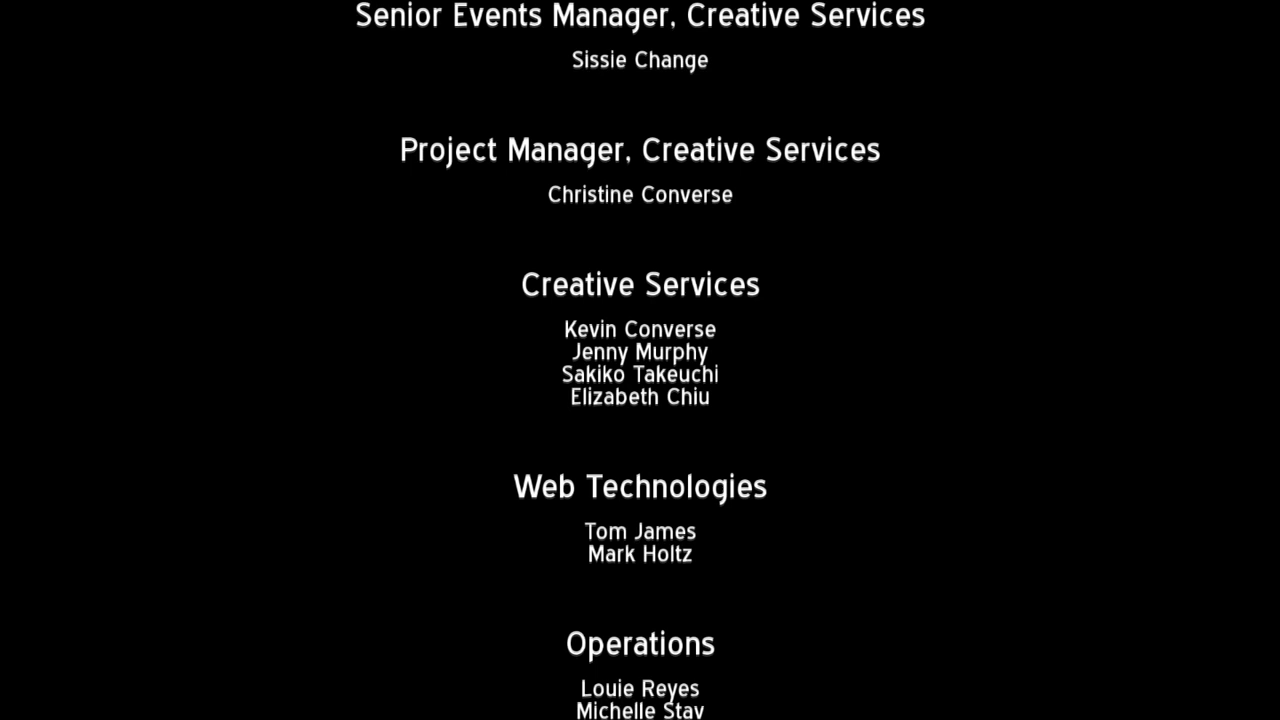 Senior Events Manager, Creative Services
Sissie Change
Project Manager, Creative Services
Christine Converse
Creative Services
Kevin Converse
Jenny Murphy
Sakiko Takeuchi
Elizabeth Chiu
Web Technologies
Tom James
Mark Holtz
Operations
Louie Reyes
Michelle